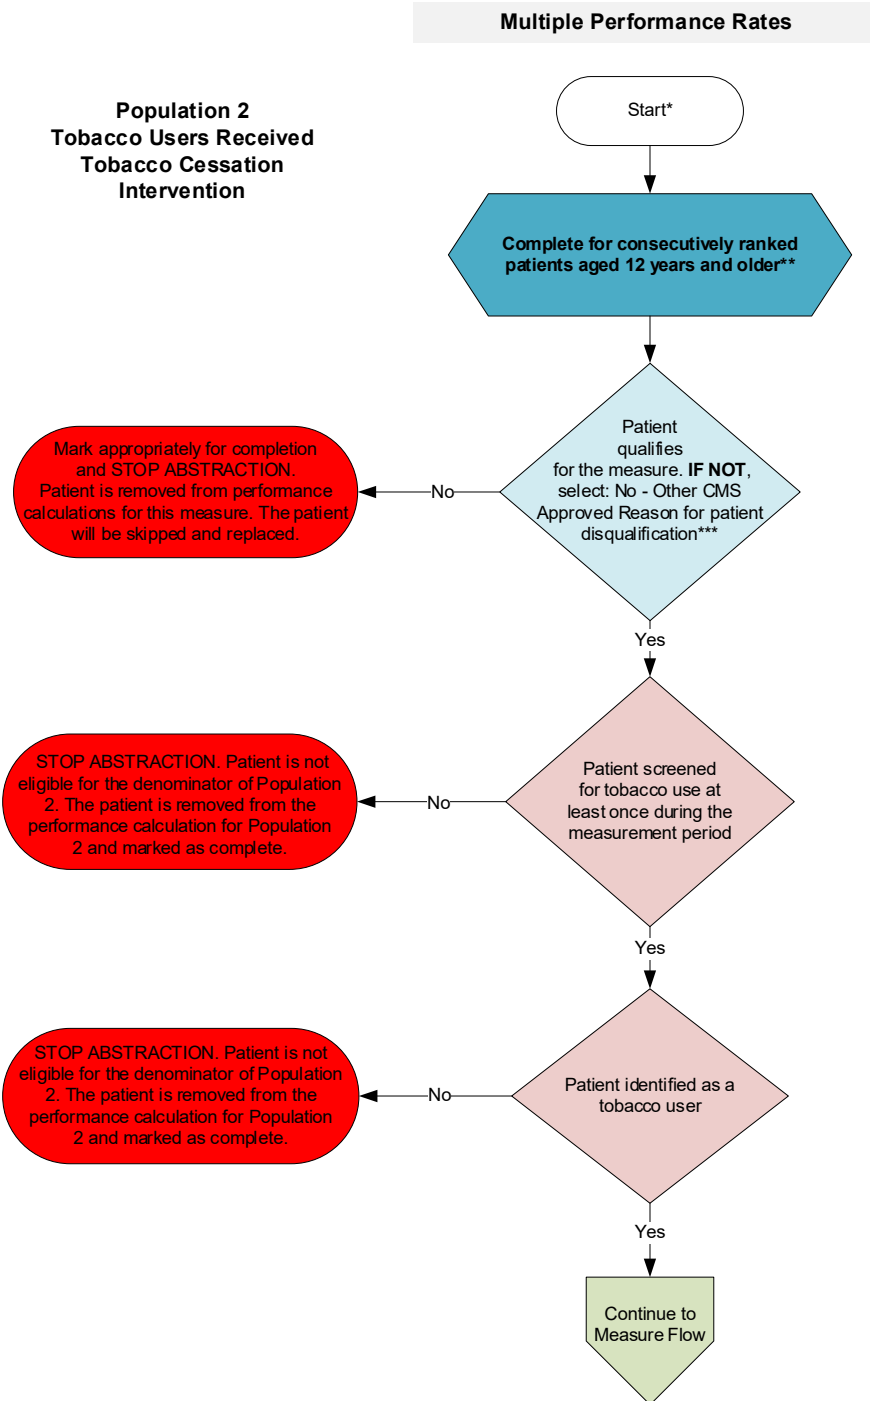 Multiple Performance Rates
Population 2
Tobacco Users Received
Tobacco Cessation
Intervention
Start*
Complete for consecutively ranked
patients aged 12 years and older**
Patient
qualifies
for the measure. IF NOT,
select: No - Other CMS
Approved Reason for patient
disqualification***
No
Mark appropriately for completion
and STOP ABSTRACTION.
Patient is removed from performance
calculations for this measure. The patient
will be skipped and replaced.
Yes
Patient screened
for tobacco use at
least once during the
measurement period
No
STOP ABSTRACTION. Patient is not
eligible for the denominator of Population
2. The patient is removed from the
performance calculation for Population
2 and marked as complete.
Yes
Patient identified as a
tobacco user
No
STOP ABSTRACTION. Patient is not
eligible for the denominator of Population
2. The patient is removed from the
performance calculation for Population
2 and marked as complete.
Yes
Continue to
Measure Flow